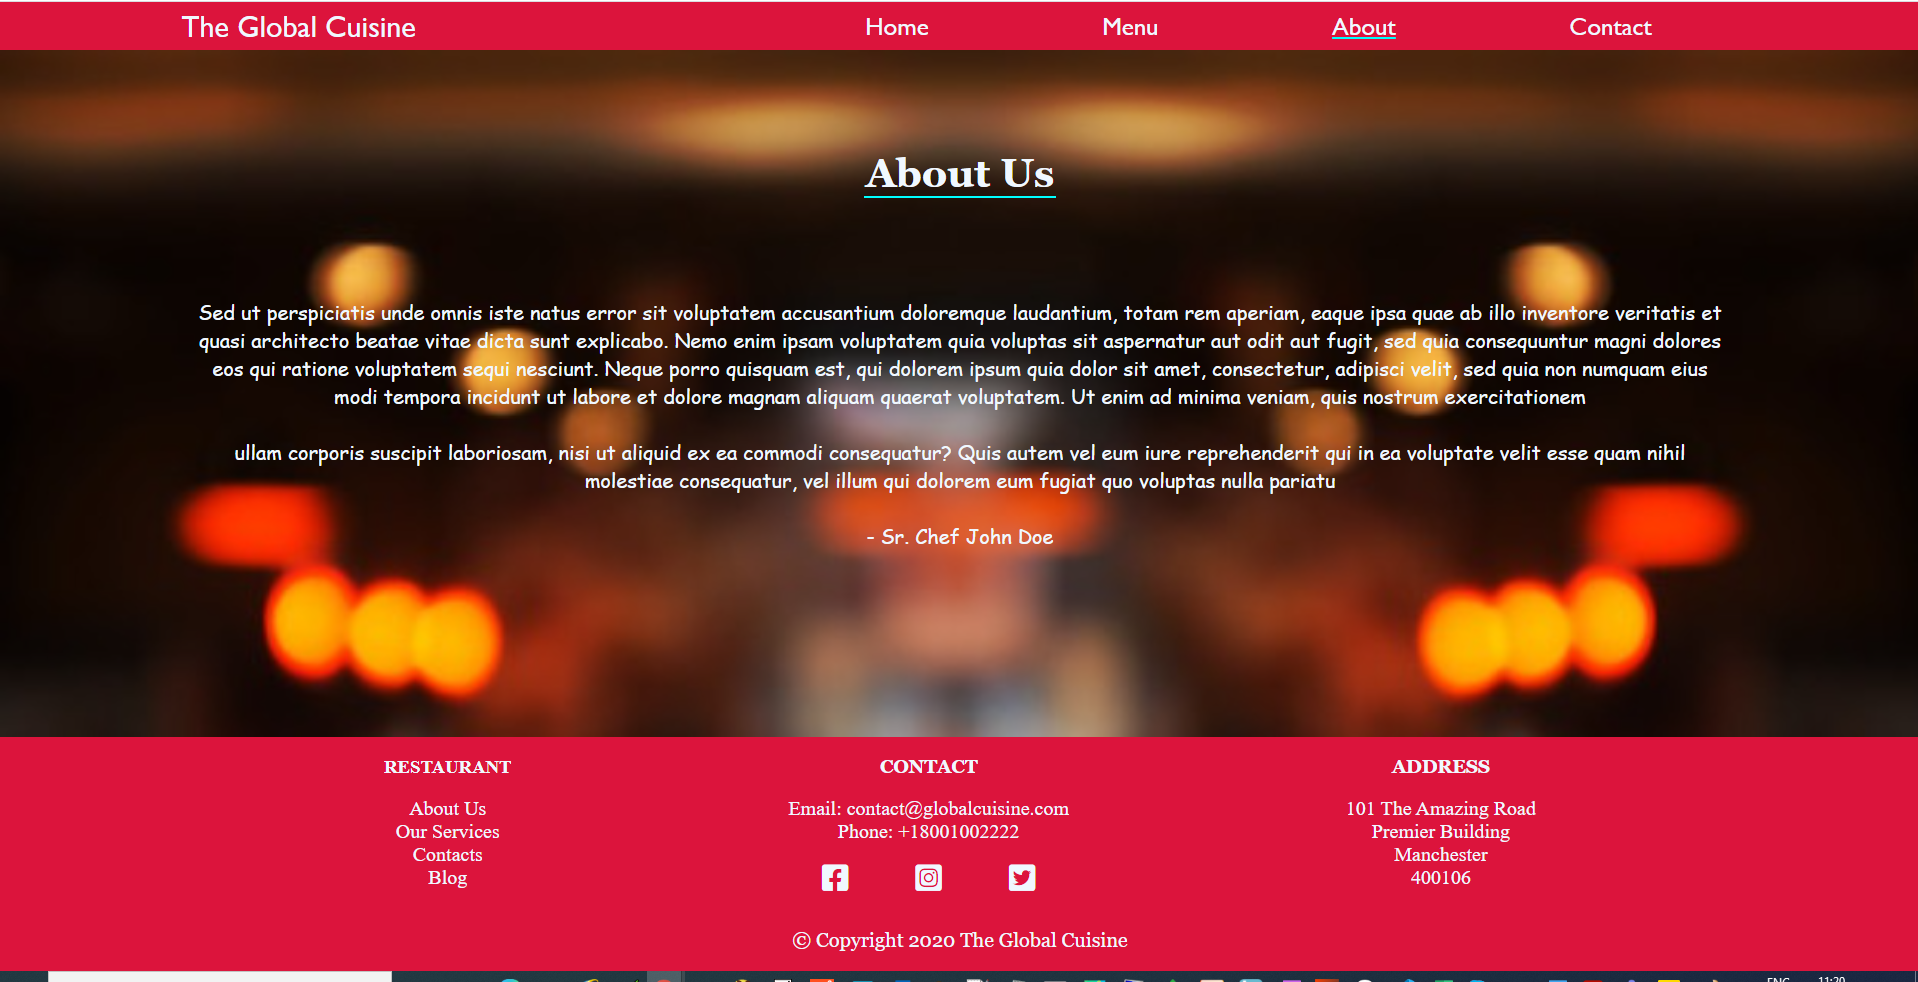 The Global Cuisine
Home Menu About Contact
About Us
Sed ut perspiciatis unde omnis iste natus error sit voluptatem accusantium doloremque laudantium, totam rem aperiam, eaque ipsa quae ab illo inventore veritatis et
quasi architecto beatae vitae dicta sunt explicabo. Nemo enim ipsam voluptatem quia voluptas sit aspernatur aut odit aut fugit, sed quia consequuntur magni dolores
eos qui ratione voluptatem sequi nesciunt. Neque porro quisquam est, qui dolorem ipsum quia dolor sit amet, consectetur, adipisci velit, sed quia non numquam eius
modi tempora incidunt ut labore et dolore magnam aliquam quaerat voluptatem. Ut enim ad minima veniam, quis nostrum exercitationem
ullam corporis suscipit laboriosam, nisi ut aliquid ex ea commodi consequatur? Quis autem vel eum iure reprehenderit qui in ea voluptate velit esse quam nihil
molestiae consequatur, vel illum qui dolorem eum fugiat quo voluptas nulla pariatu
- Sr. Chef John Doe
RESTAURANT
About Us
Our Services
Contacts
Blog
CONTACT
Email: contact@globalcuisine.com
Phone: +18001002222
ADDRESS
101 The Amazing Road
Premier Building
Manchester
400106
© Copyright 2020 The Global Cuisine